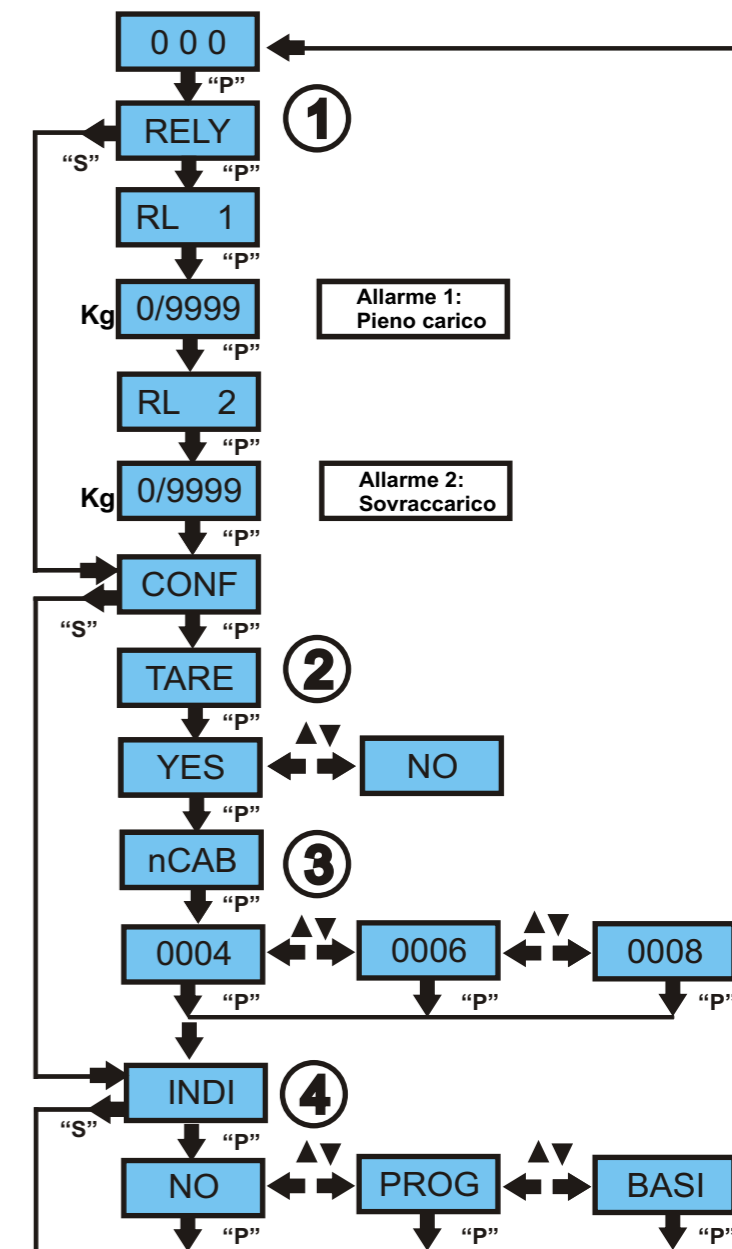 0 0 0
“P”
RELY
1
“S”
“P”
RL 1
“P”
Kg 0/9999
Allarme 1:
Pieno carico
“P”
RL 2
“P”
Kg 0/9999
Allarme 2:
Sovraccarico
“P”
CONF
“S”
“P”
TARE
2
“P”
YES
NO
“P”
nCAB
3
“P”
0004
0006
0008
“P”
“P”
“P”
INDI
4
“S”
“P”
NO
PROG
BASI
“P”
“P”
“P”